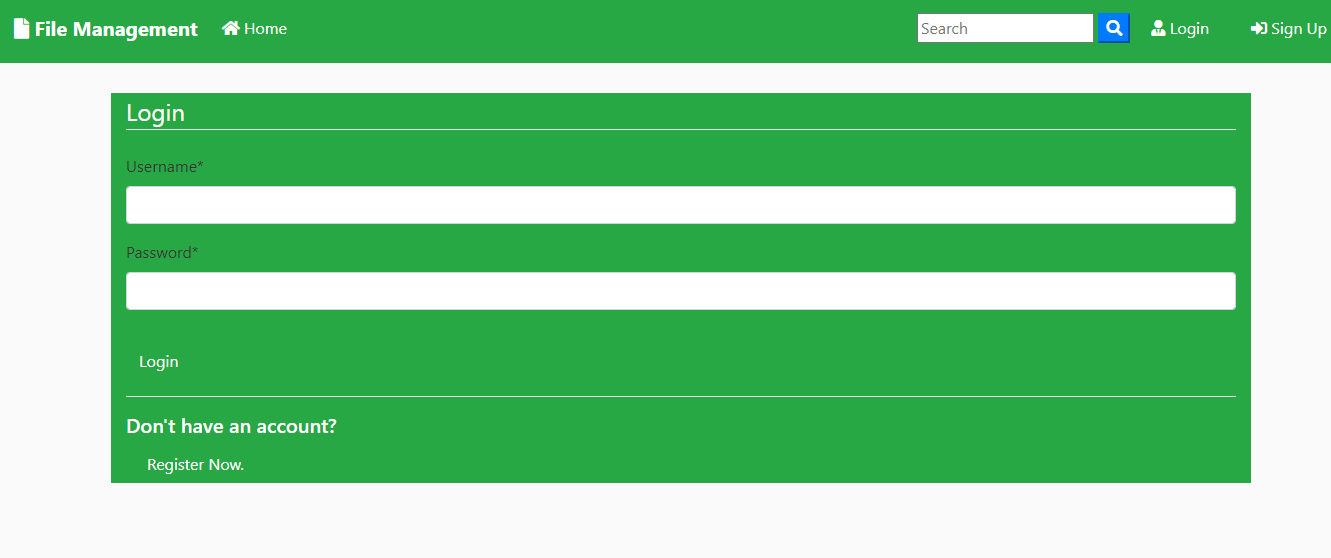 File Management Home Search Login Sign Up
Login
Username*
Password*
Login
Don't have an account?
Register Now.